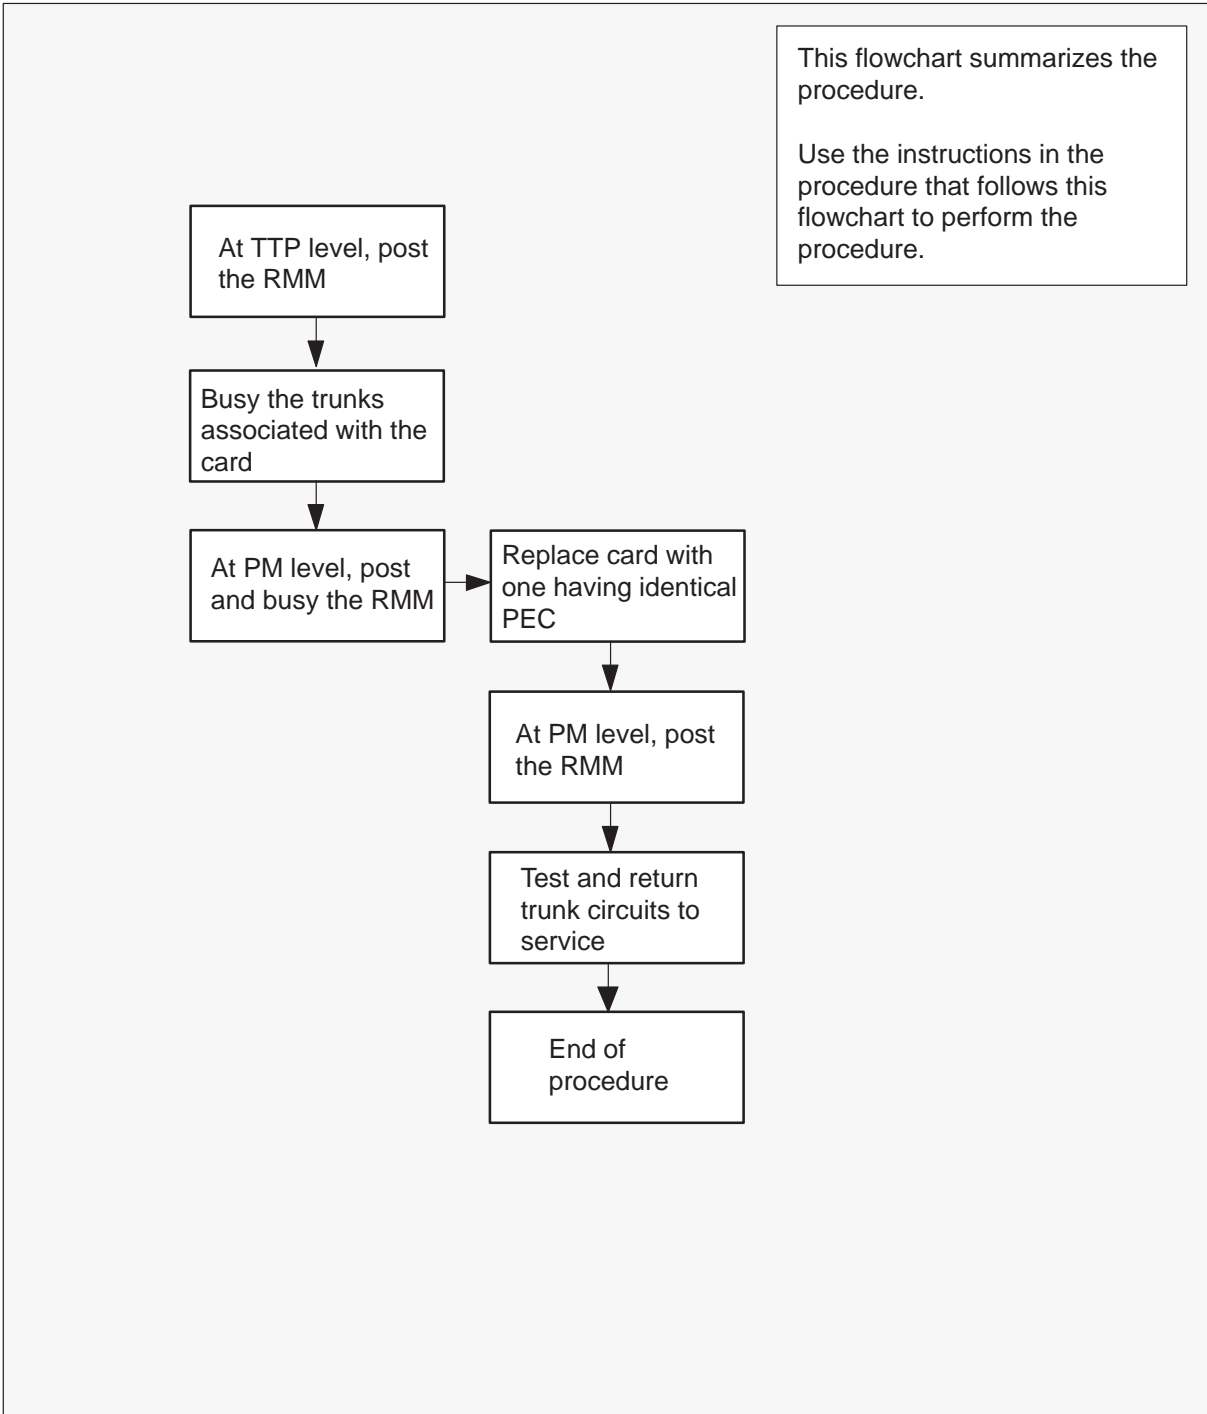 This flowchart summarizes the
procedure.
Use the instructions in the
procedure that follows this
flowchart to perform the
procedure.
At TTP level, post
the RMM
Busy the trunks
associated with the
card
At PM level, post
and busy the RMM
Replace card with
one having identical
PEC
At PM level, post
the RMM
Test and return
trunk circuits to
service
End of
procedure